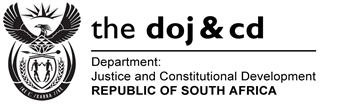 the doj & cd
Department:
Justice and Constitutional Development
REPUBLIC OF SOUTH AFRICA